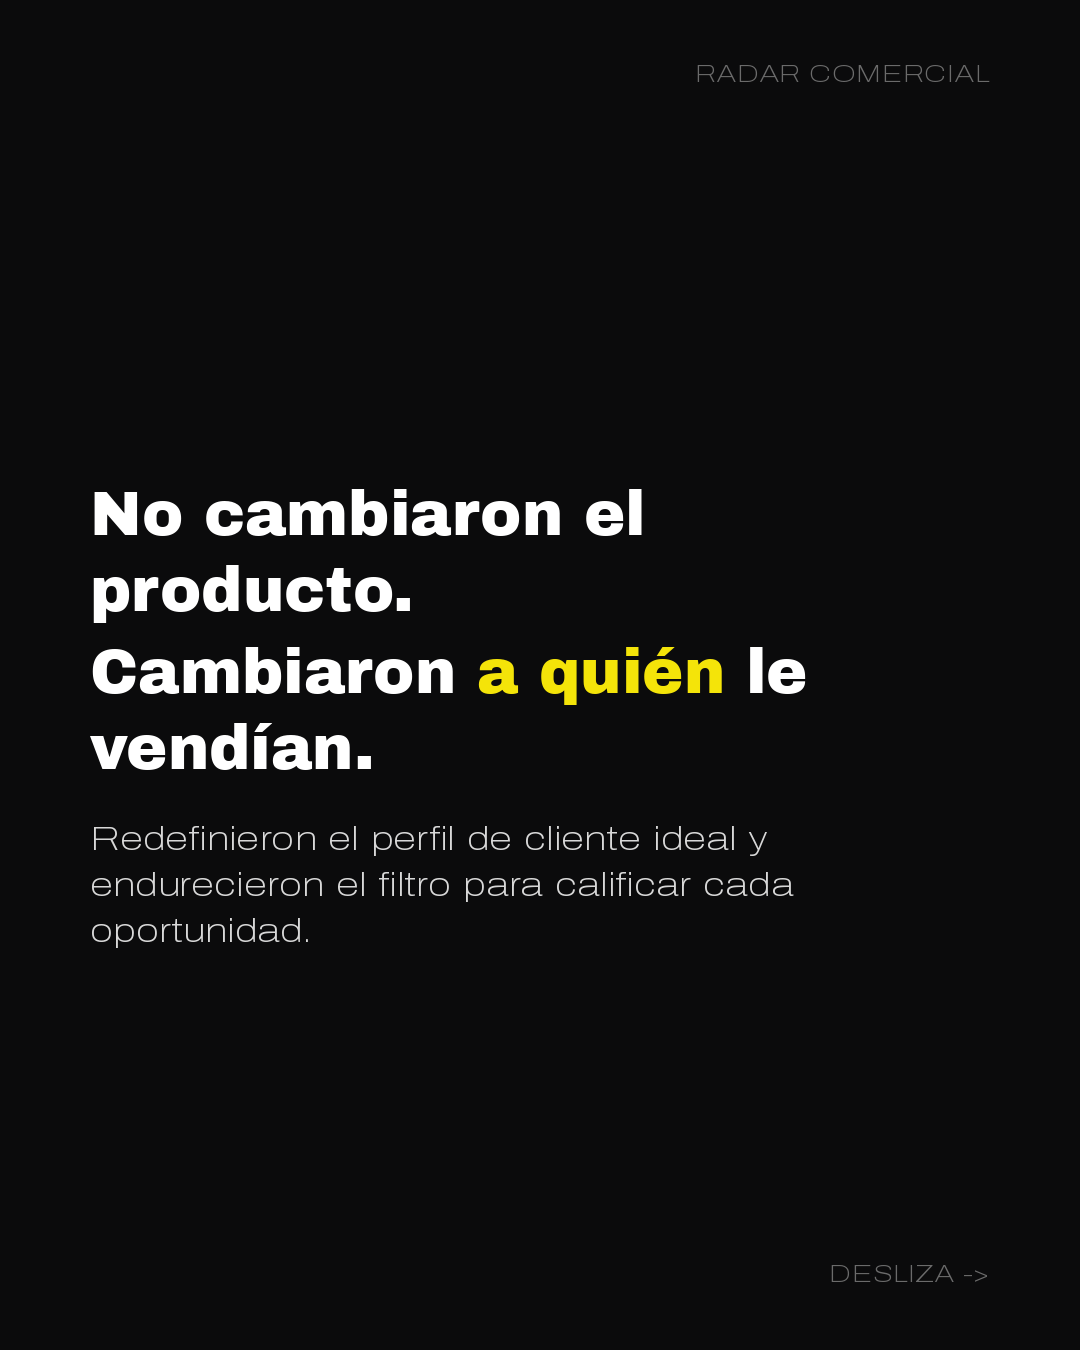 RADAR COMERCIAL
No cambiaron el
producto.
Cambiaron a quién le
vendían.
Redefinieron el perfil de cliente ideal y
endurecieron el filtro para calificar cada
oportunidad.
DESLIZA ->